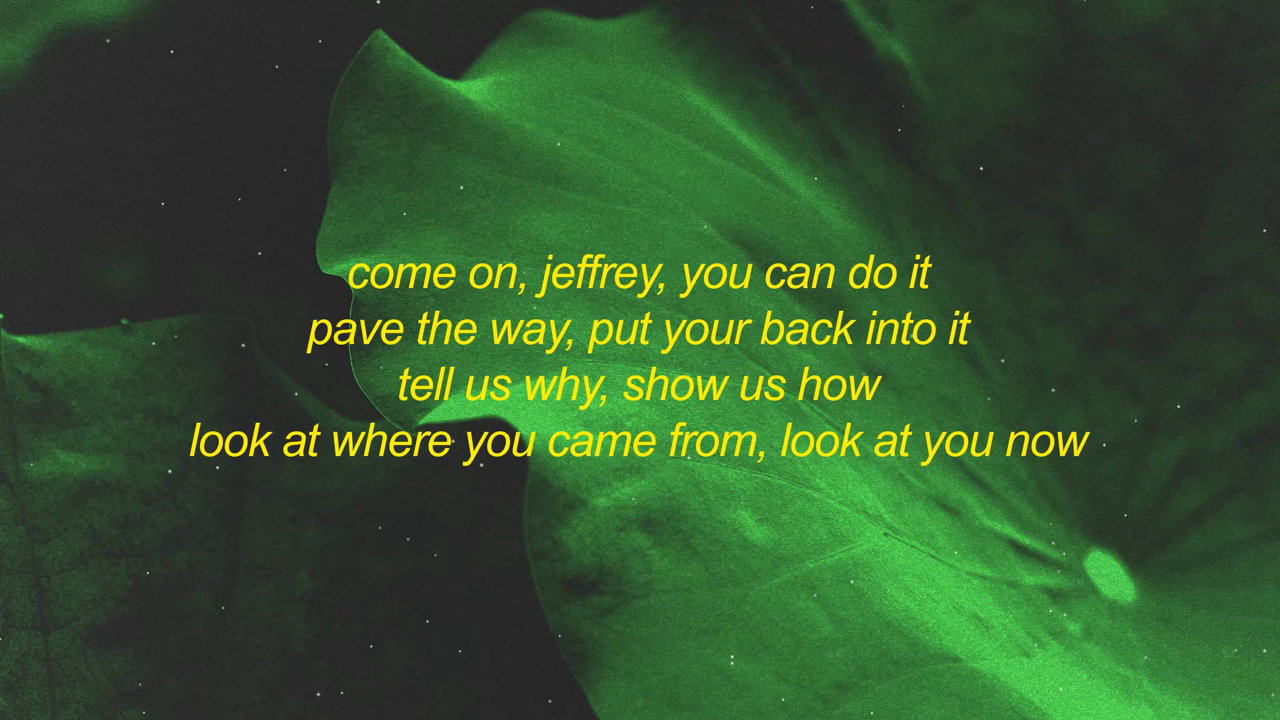 come on, jeffrey, you can do it
pave the way, put your back into it
tell us why, show us how
look at where you came from, look at you now